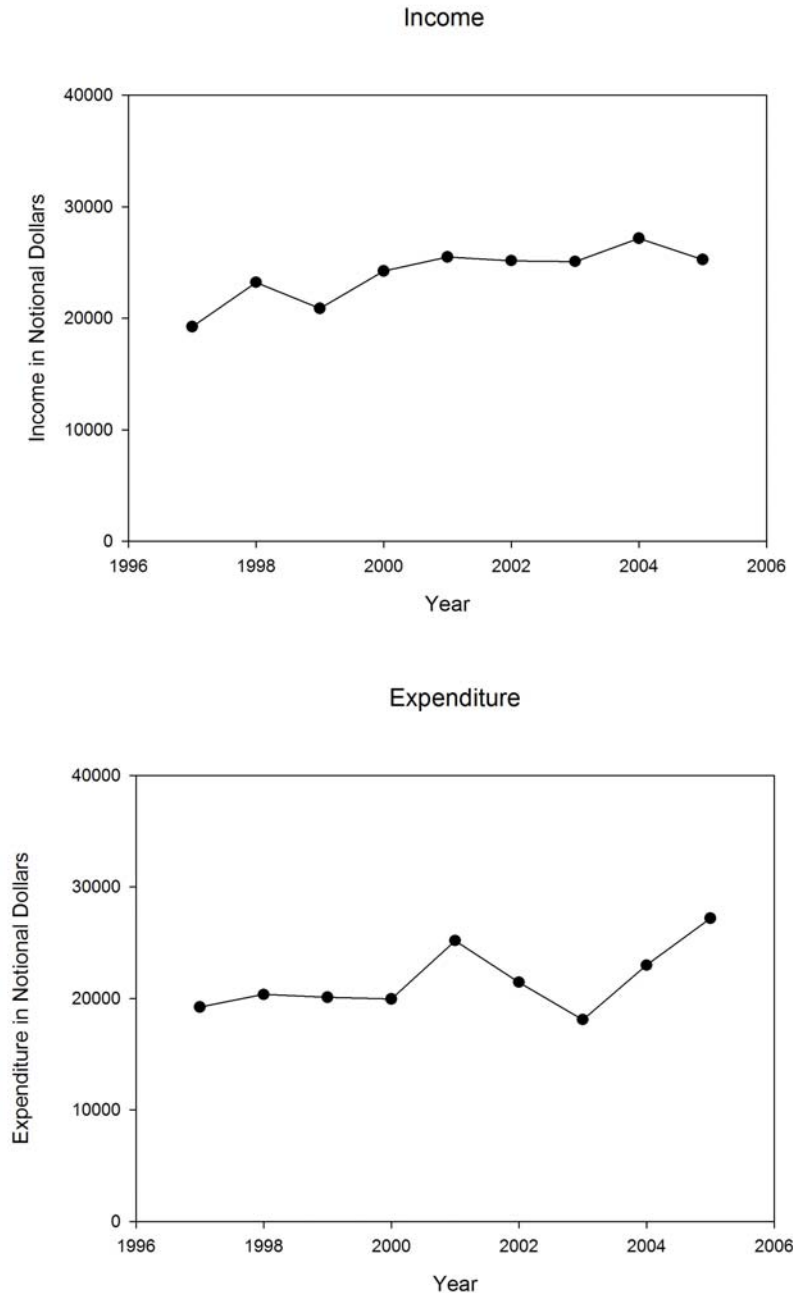 Income
40000
30000
20000
10000
0
Income in Notional Dollars
1996 1998 2000 2002 2004 2006
Year
Expenditure
40000
30000
20000
10000
0
Expenditure in Notional Dollars
1996 1998 2000 2002 2004 2006
Year